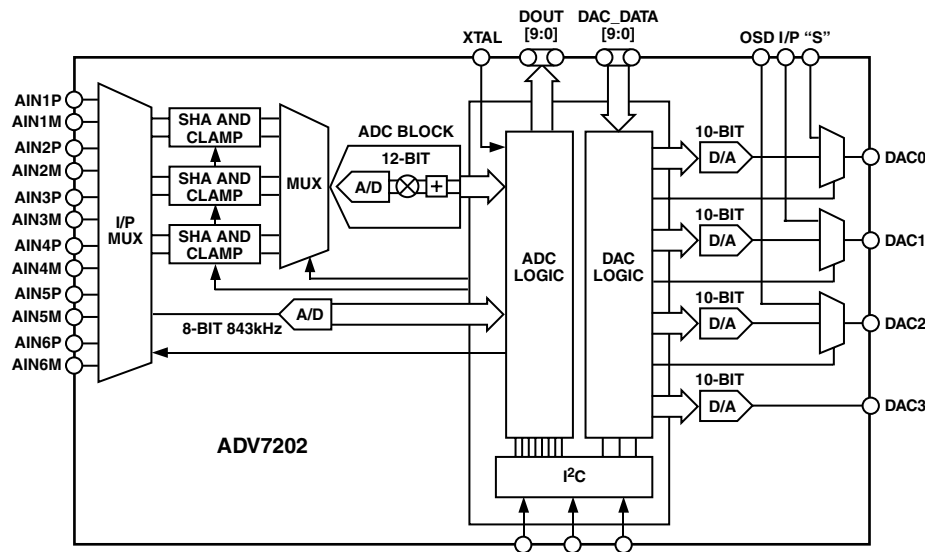 DOUT
[9:0]
DAC_DATA
[9:0]
XTAL
OSD I/P “S”
AIN1P
AIN1M
AIN2P
AIN2M
AIN3P
AIN3M
AIN4P
AIN4M
AIN5P
AIN5M
AIN6P
AIN6M
I/P
MUX
SHA AND
CLAMP
SHA AND
CLAMP
SHA AND
CLAMP
MUX
ADC BLOCK
12-BIT
A/D
8-BIT 843kHz
A/D
ADC
LOGIC
DAC
LOGIC
I²C
10-BIT
D/A
DAC0
10-BIT
D/A
DAC1
10-BIT
D/A
DAC2
10-BIT
D/A
DAC3
ADV7202